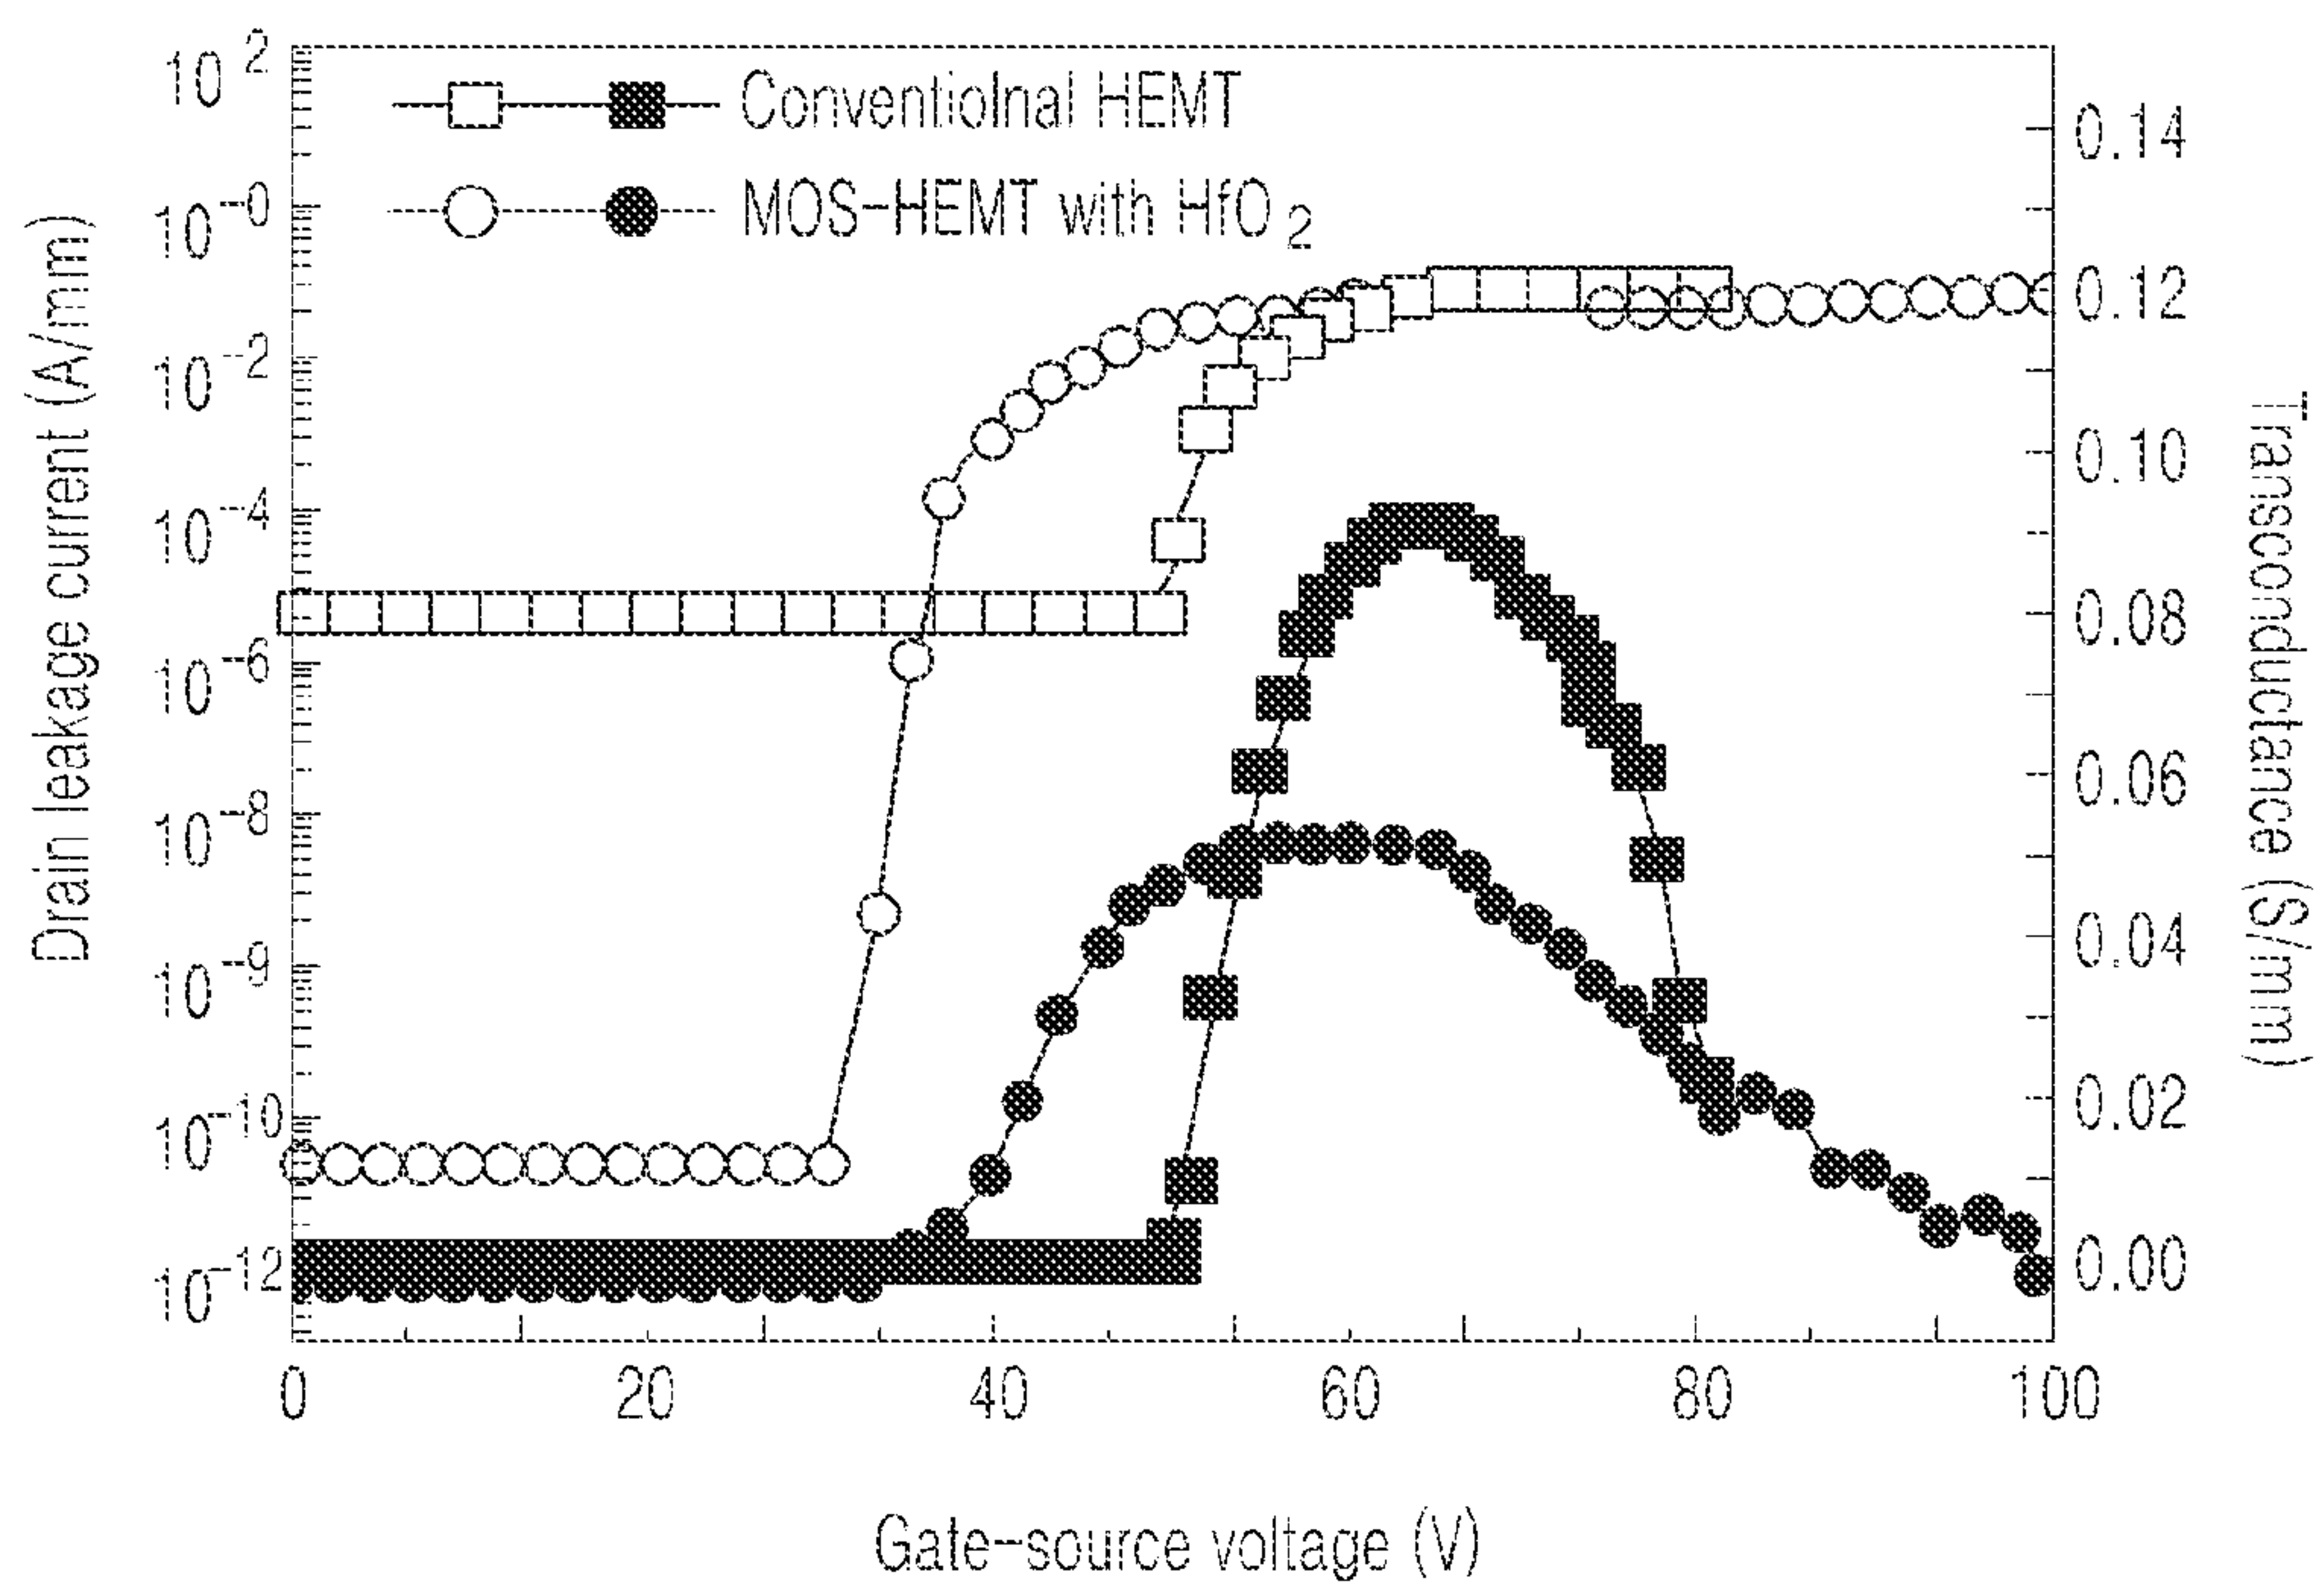 Conventiolnal HEMT
MOS-HEMT with HfO2
Drain leakage current (A/mm)
10^2
10^-0
10^-2
10^-4
10^-6
10^-8
10^-9
10^-10
10^-12
Transconductance (S/mm)
0.14
0.12
0.10
0.08
0.06
0.04
0.02
0.00
0 20 40 60 80 100
Gate-source voltage (V)